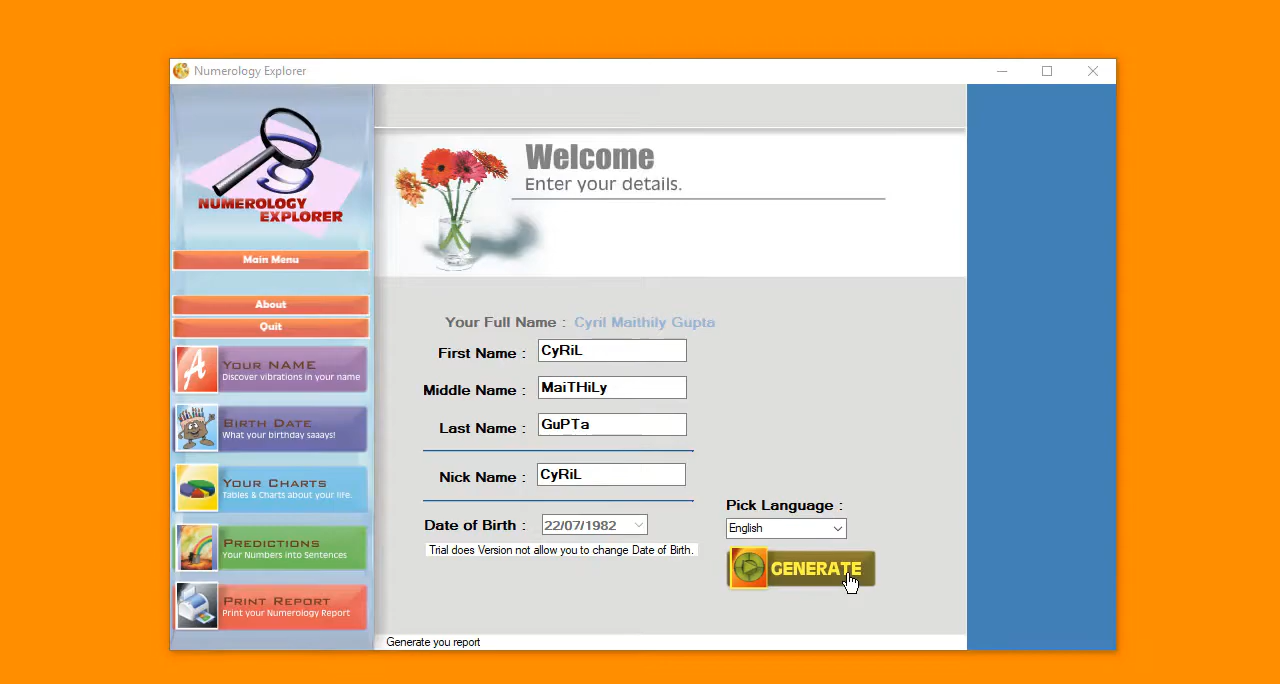 Numerology Explorer
NUMEROLOGY
EXPLORER
Main Menu
About
Quit
YOUR NAME
Discover vibrations in your name
BIRTH DATE
What your birthday saaays!
YOUR CHARTS
Tables & Charts about your life.
PREDICTIONS
Your Numbers into Sentences
PRINT REPORT
Print your Numerology Report
Welcome
Enter your details.
Your Full Name : Cyril Maithily Gupta
First Name : CyRiL
Middle Name : MaiTHiLy
Last Name : GuPTa
Nick Name : CyRiL
Date of Birth : 22/07/1982
Trial does Version not allow you to change Date of Birth.
Pick Language :
English
GENERATE
Generate you report